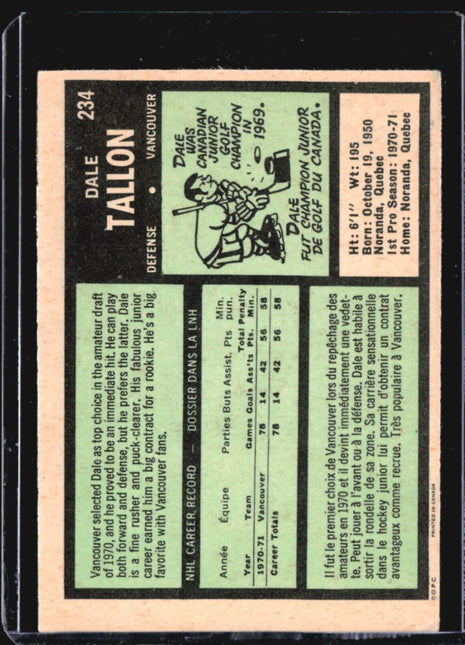 234
DALE
TALLON
DEFENSE • VANCOUVER
DALE
WAS
CANADIAN
JUNIOR
GOLF
CHAMPION
IN
1969.
DALE
FUT CHAMPION JUNIOR
DE GOLF DU CANADA.
Ht: 6'1" Wt: 195
Born: October 19, 1950
Noranda, Quebec
1st Pro Season: 1970-71
Home: Noranda, Quebec
Vancouver selected Dale as top choice in the amateur draft
of 1970, and he proved to be an immediate hit. He can play
both forward and defense, but he prefers the latter. Dale
is a fine rusher and puck-clearer. His fabulous junior
career earned him a big contract for a rookie. He's a big
favorite with Vancouver fans.
NHL CAREER RECORD — DOSSIER DANS LA LNH
Min.
Année Équipe Parties Buts Assist. Pts pun.
Total Penalty
Year Team Games Goals Ass'ts Pts. Min.
1970-71 Vancouver 78 14 42 56 58
Career Totals 78 14 42 56 58
Il fut le premier choix de Vancouver lors du repêchage des
amateurs en 1970 et il devint immédiatement une vedet-
te. Peut jouer à l'avant ou à la défense. Dale est habile à
sortir la rondelle de sa zone. Sa carrière sensationnelle
dans le hockey junior lui permit d'obtenir un contrat
avantageux comme recrue. Très populaire à Vancouver.
©O.P.C. PRINTED IN CANADA